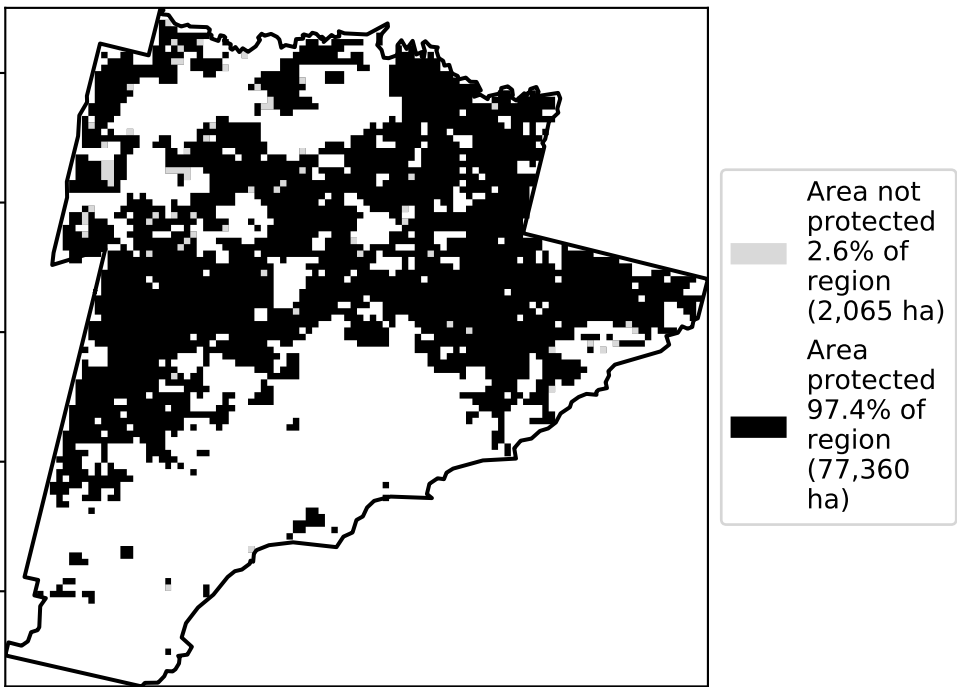 Area not
protected
2.6% of
region
(2,065 ha)
Area
protected
97.4% of
region
(77,360
ha)